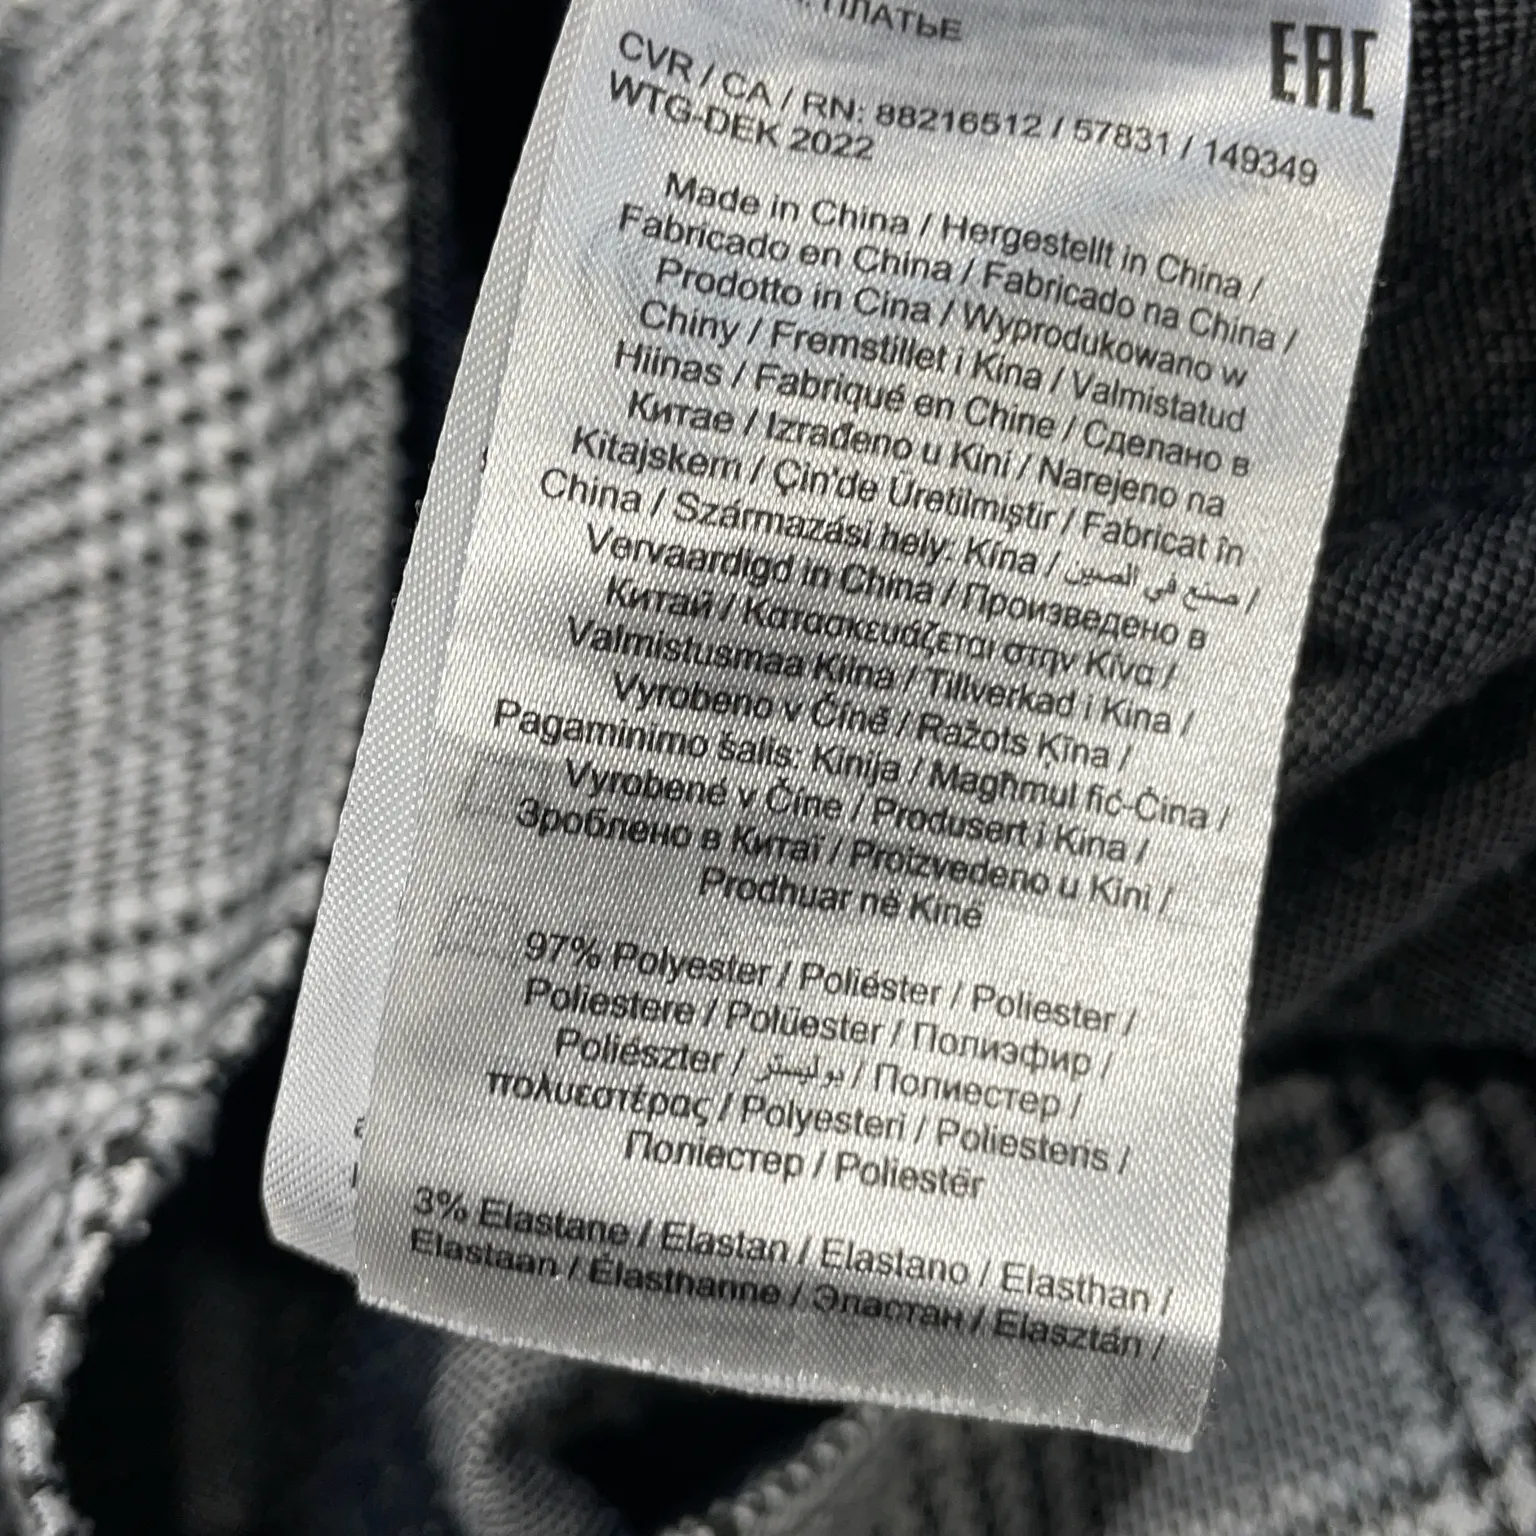 ПЛАТЬЕ
EAC
CVR / CA / RN: 88216512 / 57831 / 149349
WTG-DEK 2022
Made in China / Hergestellt in China /
Fabricado en China / Fabricado na China /
Prodotto in Cina / Wyprodukowano w
Chiny / Fremstillet i Kina / Valmistatud
Hiinas / Fabriqué en Chine / Сделано в
Китае / Izrađeno u Kini / Narejeno na
Kitajskem / Çin'de Üretilmiştir / Fabricat în
China / Származási hely: Kína / صنع في الصين /
Vervaardigd in China / Произведено в
Китай / Κατασκευάζεται στην Κίνα /
Valmistusmaa Kiina / Tillverkad i Kina /
Vyrobeno v Číně / Ražots Ķīna /
Pagaminimo šalis: Kinija / Magħmul fiċ-Ċina /
Vyrobené v Číne / Produsert i Kina /
Зроблено в Китаї / Proizvedeno u Kini /
Prodhuar në Kinë
97% Polyester / Poliéster / Poliester /
Poliestere / Polüester / Полиэфир /
Poliészter / بوليستر / Полиестер /
πολυεστέρας / Polyesteri / Poliesteris /
Поліестер / Poliestër
3% Elastane / Elastan / Elastano / Elasthan /
Elastaan / Élasthanne / Эластан / Elasztán /